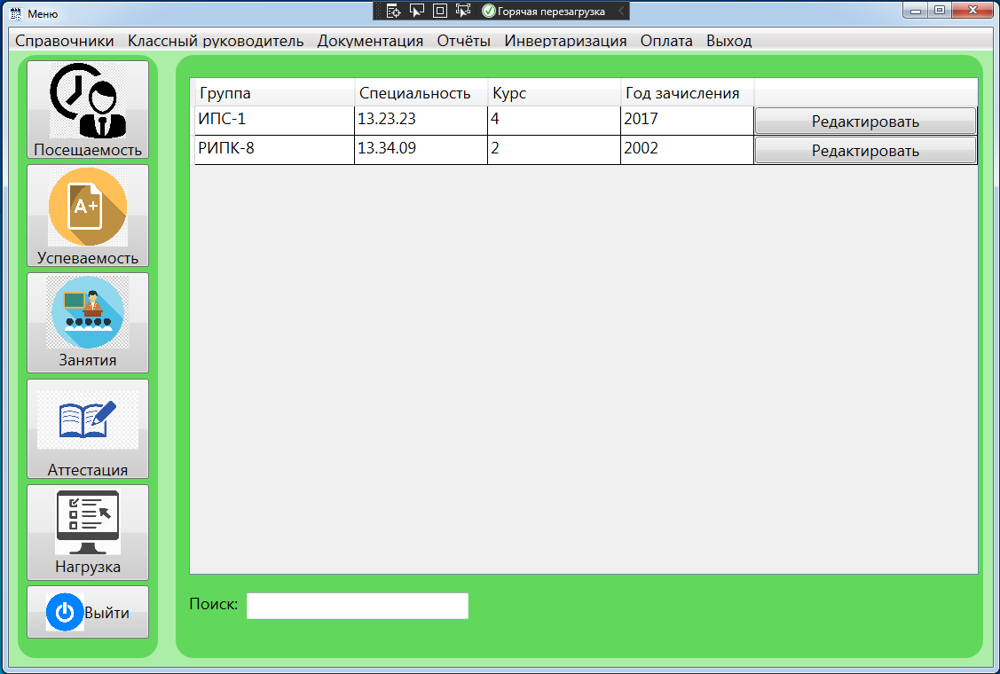 Меню
Горячая перезагрузка
Справочники Классный руководитель Документация Отчёты Инвертаризация Оплата Выход
Посещаемость
A+
Успеваемость
Занятия
Аттестация
Нагрузка
Выйти
Группа Специальность Курс Год зачисления
ИПС-1 13.23.23 4 2017 Редактировать
РИПК-8 13.34.09 2 2002 Редактировать
Поиск: